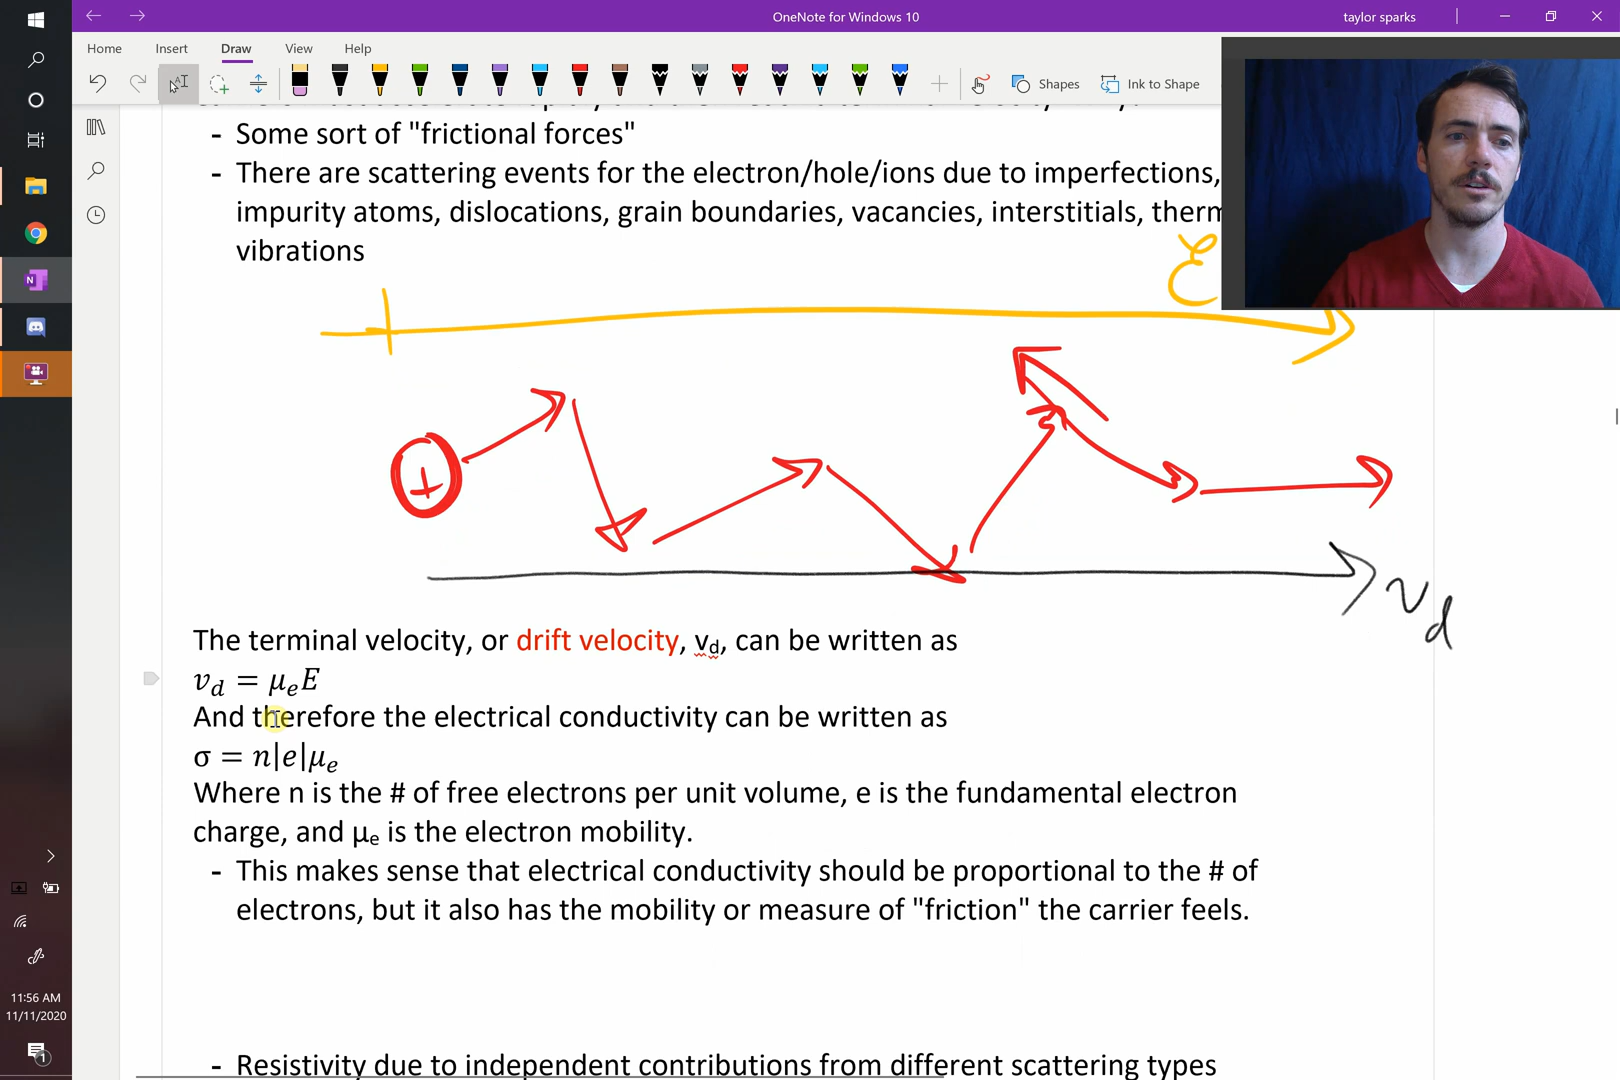 OneNote for Windows 10
taylor sparks
Home Insert Draw View Help
Shapes
Ink to Shape
- Some sort of "frictional forces"
- There are scattering events for the electron/hole/ions due to imperfections,
impurity atoms, dislocations, grain boundaries, vacancies, interstitials, therm
vibrations
ℰ
+
v_d
The terminal velocity, or drift velocity, v_d, can be written as
v_d = μ_e E
And therefore the electrical conductivity can be written as
σ = n|e|μ_e
Where n is the # of free electrons per unit volume, e is the fundamental electron
charge, and μ_e is the electron mobility.
- This makes sense that electrical conductivity should be proportional to the # of
electrons, but it also has the mobility or measure of "friction" the carrier feels.
- Resistivity due to independent contributions from different scattering types
11:56 AM
11/11/2020
1